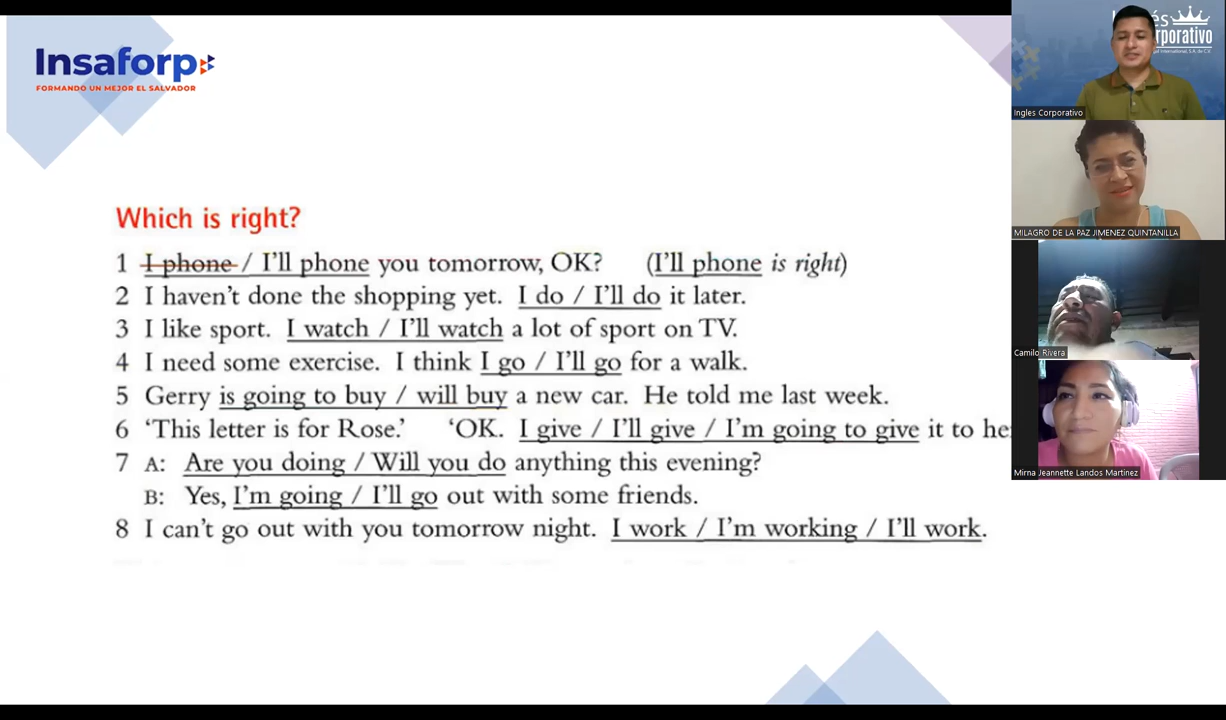 Insaforp
FORMANDO UN MEJOR EL SALVADOR
Which is right?
1 I phone / I'll phone you tomorrow, OK? (I'll phone is right)
2 I haven't done the shopping yet. I do / I'll do it later.
3 I like sport. I watch / I'll watch a lot of sport on TV.
4 I need some exercise. I think I go / I'll go for a walk.
5 Gerry is going to buy / will buy a new car. He told me last week.
6 'This letter is for Rose.' 'OK. I give / I'll give / I'm going to give it to
7 A: Are you doing / Will you do anything this evening?
B: Yes, I'm going / I'll go out with some friends.
8 I can't go out with you tomorrow night. I work / I'm working / I'll work.
Ingles Corporativo
MILAGRO DE LA PAZ JIMENEZ QUINTANILLA
Camilo Rivera
Mirna Jeannette Landos Martinez